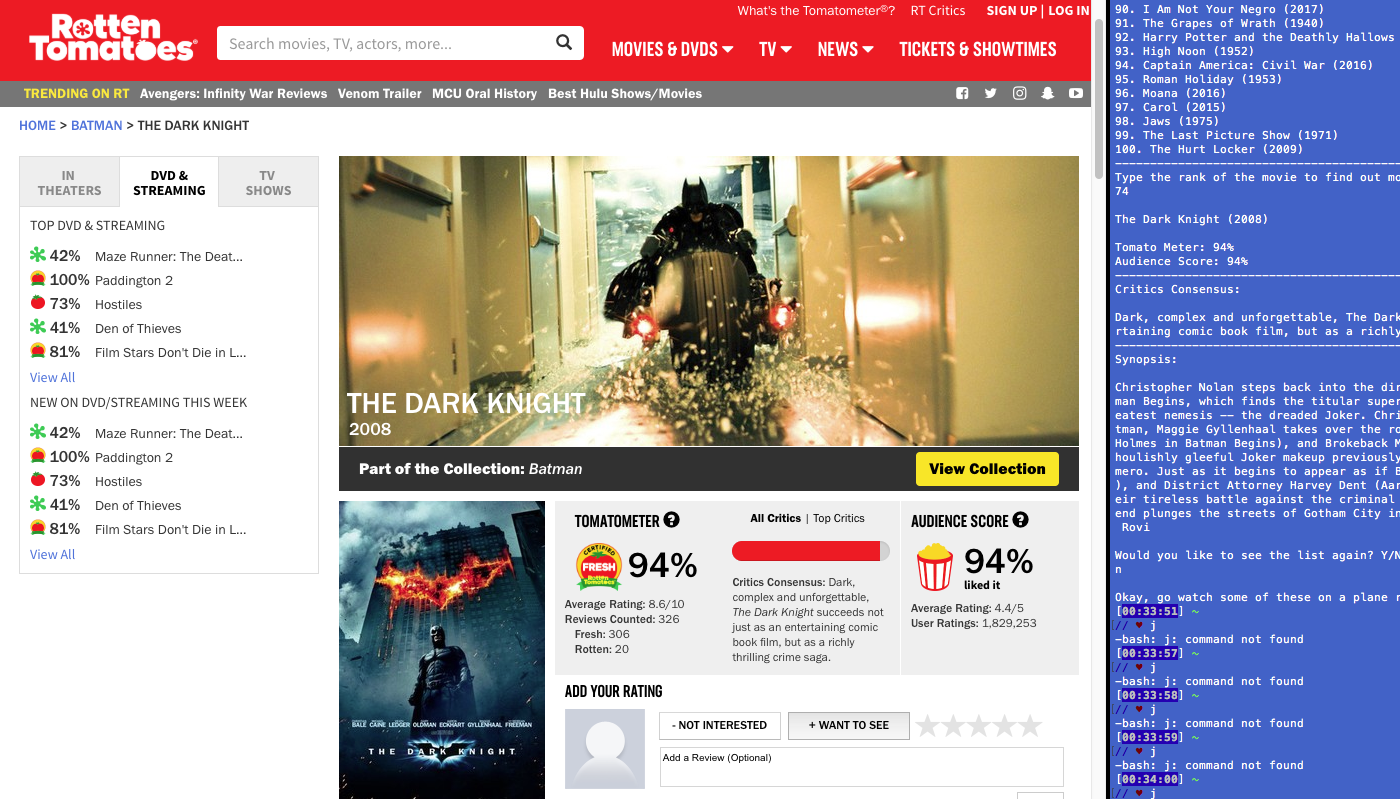 What's the Tomatometer®? RT Critics SIGN UP | LOG IN
Rotten
Tomatoes
Search movies, TV, actors, more...
MOVIES & DVDS TV NEWS TICKETS & SHOWTIMES
TRENDING ON RT Avengers: Infinity War Reviews Venom Trailer MCU Oral History Best Hulu Shows/Movies
HOME > BATMAN > THE DARK KNIGHT
IN
THEATERS
DVD &
STREAMING
TV
SHOWS
TOP DVD & STREAMING
42% Maze Runner: The Deat...
100% Paddington 2
73% Hostiles
41% Den of Thieves
81% Film Stars Don't Die in L...
View All
NEW ON DVD/STREAMING THIS WEEK
42% Maze Runner: The Deat...
100% Paddington 2
73% Hostiles
41% Den of Thieves
81% Film Stars Don't Die in L...
View All
THE DARK KNIGHT
2008
Part of the Collection: Batman View Collection
BALE CAINE LEDGER OLDMAN ECKHART GYLLENHAAL FREEMAN
THE DARK KNIGHT
TOMATOMETER
CERTIFIED
FRESH
Rotten
Tomatoes
94%
Average Rating: 8.6/10
Reviews Counted: 326
Fresh: 306
Rotten: 20
All Critics | Top Critics
Critics Consensus: Dark,
complex and unforgettable,
The Dark Knight succeeds not
just as an entertaining comic
book film, but as a richly
thrilling crime saga.
AUDIENCE SCORE
94%
liked it
Average Rating: 4.4/5
User Ratings: 1,829,253
ADD YOUR RATING
- NOT INTERESTED + WANT TO SEE
Add a Review (Optional)
90. I Am Not Your Negro (2017)
91. The Grapes of Wrath (1940)
92. Harry Potter and the Deathly Hallows
93. High Noon (1952)
94. Captain America: Civil War (2016)
95. Roman Holiday (1953)
96. Moana (2016)
97. Carol (2015)
98. Jaws (1975)
99. The Last Picture Show (1971)
100. The Hurt Locker (2009)
Type the rank of the movie to find out mo
74
The Dark Knight (2008)
Tomato Meter: 94%
Audience Score: 94%
Critics Consensus:
Dark, complex and unforgettable, The Dark
rtaining comic book film, but as a richly
Synopsis:
Christopher Nolan steps back into the dir
man Begins, which finds the titular super
eatest nemesis -- the dreaded Joker. Chri
tman, Maggie Gyllenhaal takes over the ro
Holmes in Batman Begins), and Brokeback M
houlishly gleeful Joker makeup previously
mero. Just as it begins to appear as if B
), and District Attorney Harvey Dent (Aar
eir tireless battle against the criminal
end plunges the streets of Gotham City in
Rovi
Would you like to see the list again? Y/N
n
Okay, go watch some of these on a plane r
[00:33:51] ~
// ♥ j
-bash: j: command not found
[00:33:57] ~
// ♥ j
-bash: j: command not found
[00:33:58] ~
// ♥ j
-bash: j: command not found
[00:33:59] ~
// ♥ j
-bash: j: command not found
[00:34:00] ~
// ♥ j